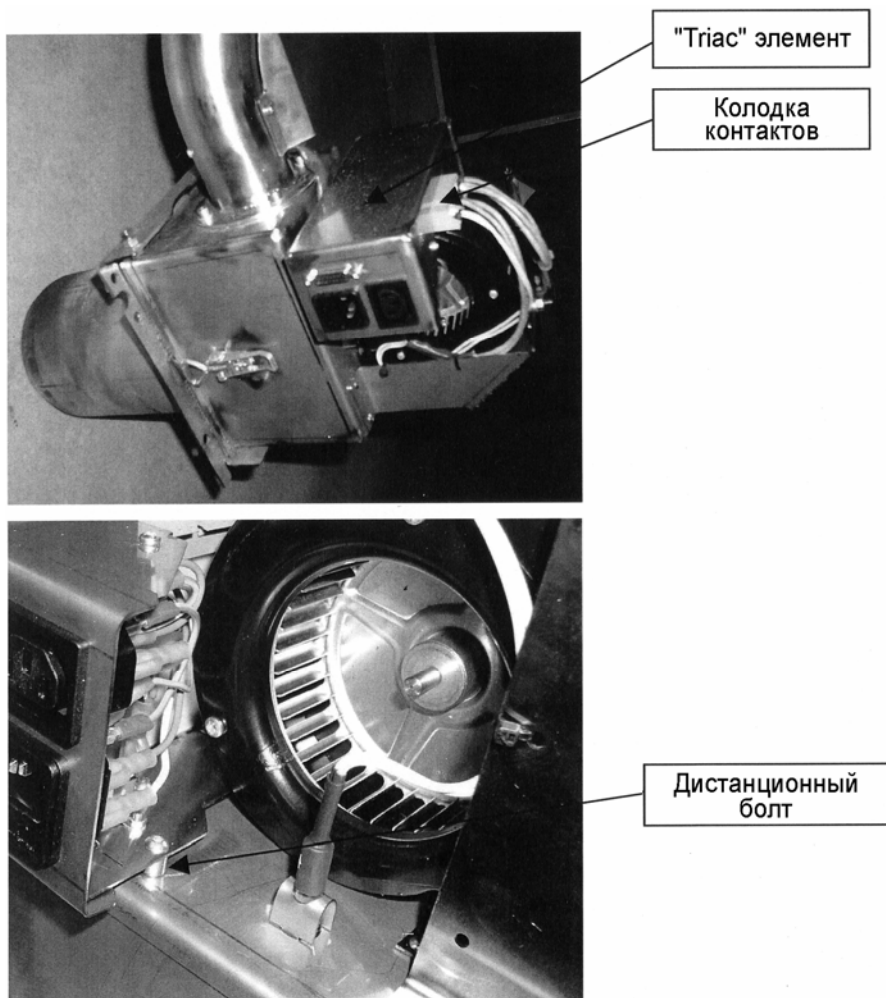 "Triac" элемент
Колодка
контактов
Дистанционный
болт